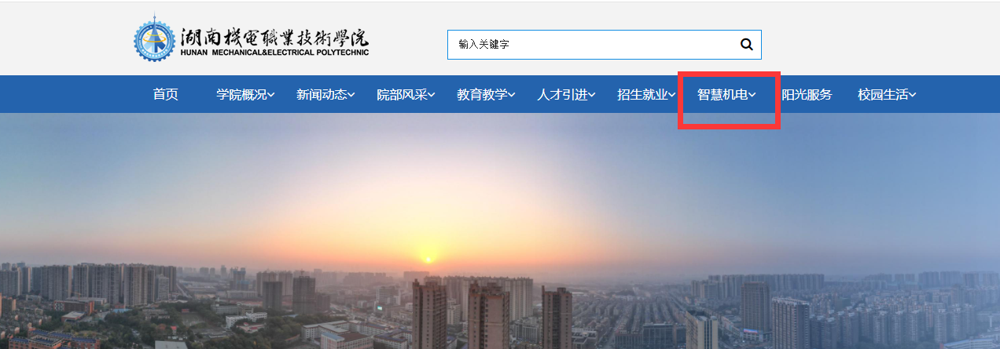 湖南機電職業技術學院
HUNAN MECHANICAL&ELECTRICAL POLYTECHNIC
输入关键字
首页 学院概况 新闻动态 院部风采 教育教学 人才引进 招生就业 智慧机电 阳光服务 校园生活